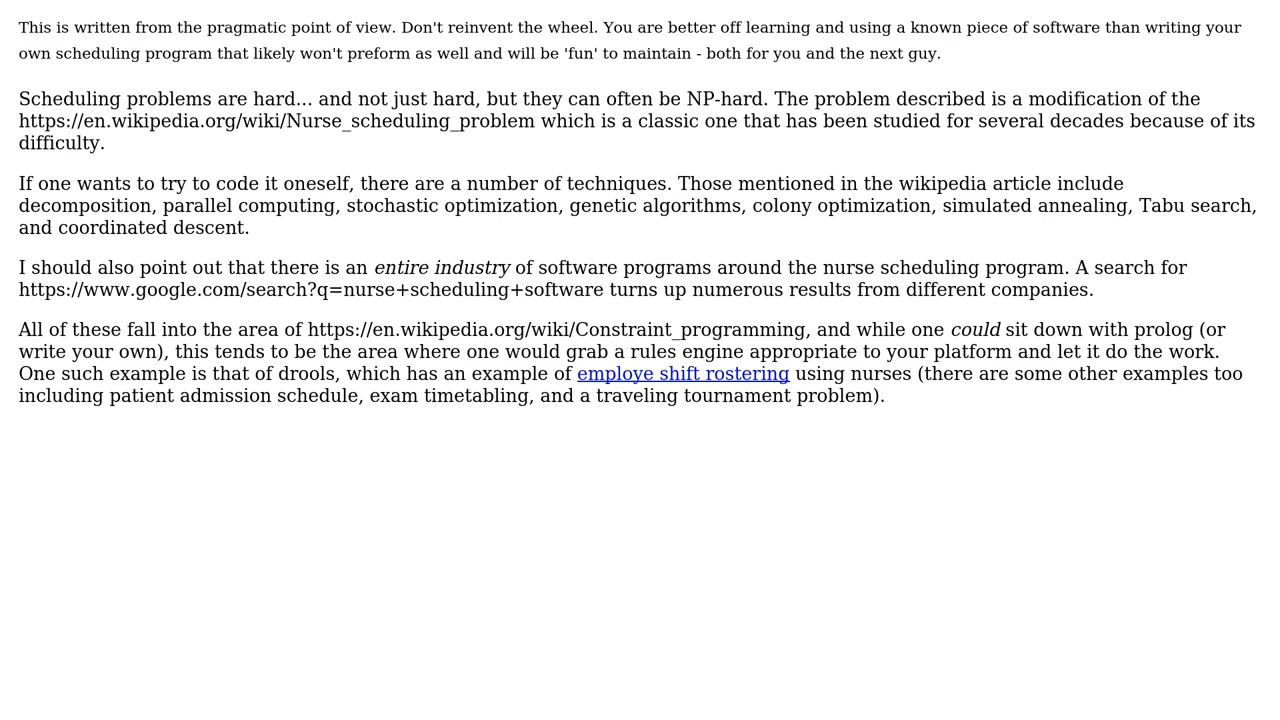 This is written from the pragmatic point of view. Don't reinvent the wheel. You are better off learning and using a known piece of software than writing your
own scheduling program that likely won't preform as well and will be 'fun' to maintain - both for you and the next guy.
Scheduling problems are hard... and not just hard, but they can often be NP-hard. The problem described is a modification of the
https://en.wikipedia.org/wiki/Nurse_scheduling_problem which is a classic one that has been studied for several decades because of its
difficulty.
If one wants to try to code it oneself, there are a number of techniques. Those mentioned in the wikipedia article include
decomposition, parallel computing, stochastic optimization, genetic algorithms, colony optimization, simulated annealing, Tabu search,
and coordinated descent.
I should also point out that there is an entire industry of software programs around the nurse scheduling program. A search for
https://www.google.com/search?q=nurse+scheduling+software turns up numerous results from different companies.
All of these fall into the area of https://en.wikipedia.org/wiki/Constraint_programming, and while one could sit down with prolog (or
write your own), this tends to be the area where one would grab a rules engine appropriate to your platform and let it do the work.
One such example is that of drools, which has an example of employe shift rostering using nurses (there are some other examples too
including patient admission schedule, exam timetabling, and a traveling tournament problem).